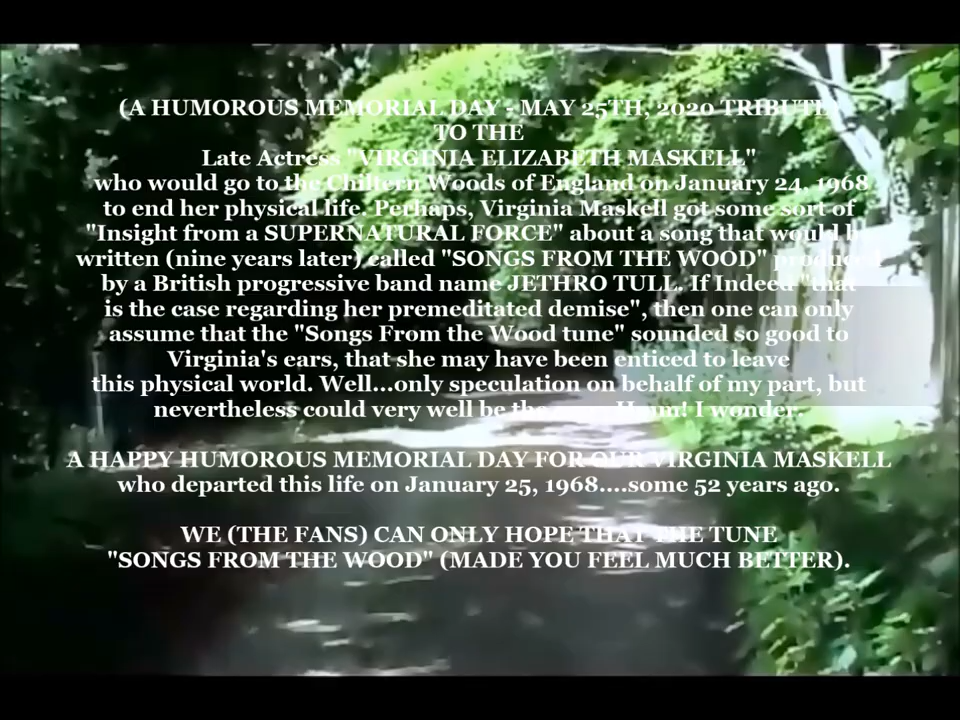 (A HUMOROUS MEMORIAL DAY - MAY 25TH, 2020 TRIBUTE)
TO THE
Late Actress "VIRGINIA ELIZABETH MASKELL"
who would go to the Chiltern Woods of England on January 24, 1968
to end her physical life. Perhaps, Virginia Maskell got some sort of
"Insight from a SUPERNATURAL FORCE" about a song that would be
written (nine years later) called "SONGS FROM THE WOOD" produced
by a British progressive band name JETHRO TULL. If Indeed "that
is the case regarding her premeditated demise", then one can only
assume that the "Songs From the Wood tune" sounded so good to
Virginia's ears, that she may have been enticed to leave
this physical world. Well...only speculation on behalf of my part, but
nevertheless could very well be the Hmm! I wonder.
A HAPPY HUMOROUS MEMORIAL DAY FOR OUR VIRGINIA MASKELL
who departed this life on January 25, 1968....some 52 years ago.
WE (THE FANS) CAN ONLY HOPE THAT THE TUNE
"SONGS FROM THE WOOD" (MADE YOU FEEL MUCH BETTER).